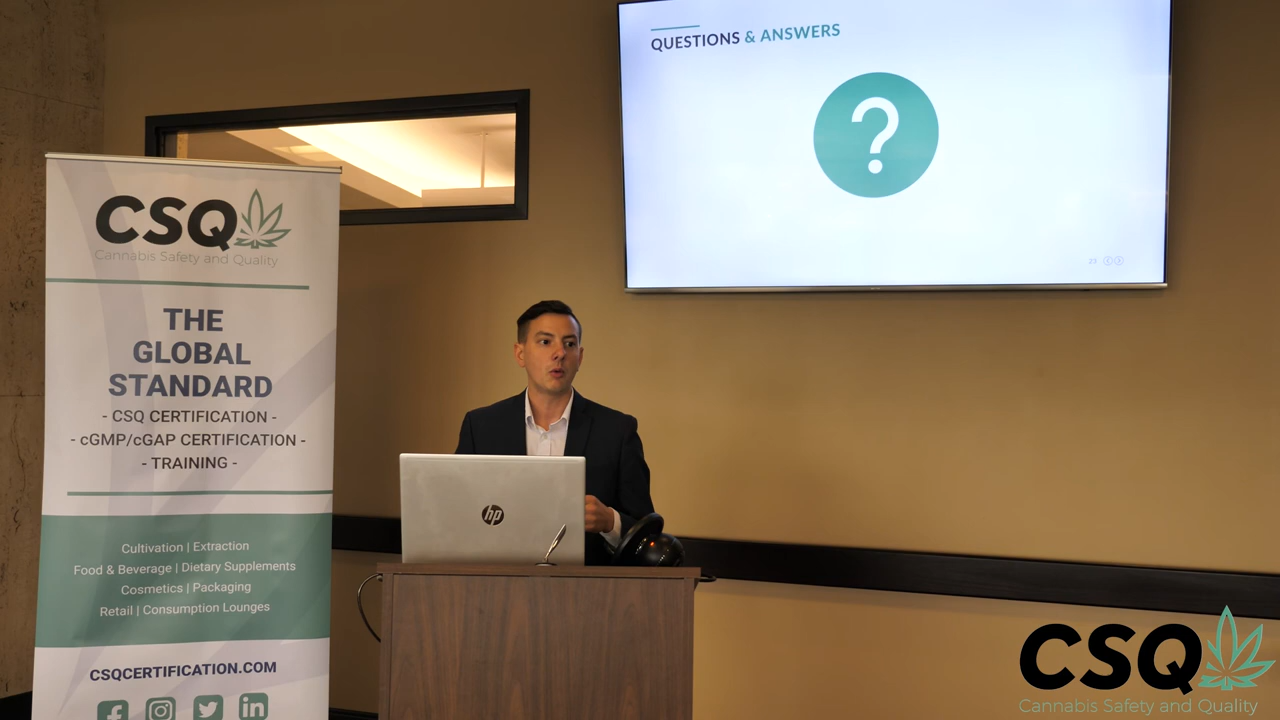 CSQ
Cannabis Safety and Quality
THE
GLOBAL
STANDARD
- CSQ CERTIFICATION -
- cGMP/cGAP CERTIFICATION -
- TRAINING -
Cultivation | Extraction
Food & Beverage | Dietary Supplements
Cosmetics | Packaging
Retail | Consumption Lounges
CSQCERTIFICATION.COM
QUESTIONS & ANSWERS
?
23
hp
CSQ
Cannabis Safety and Quality